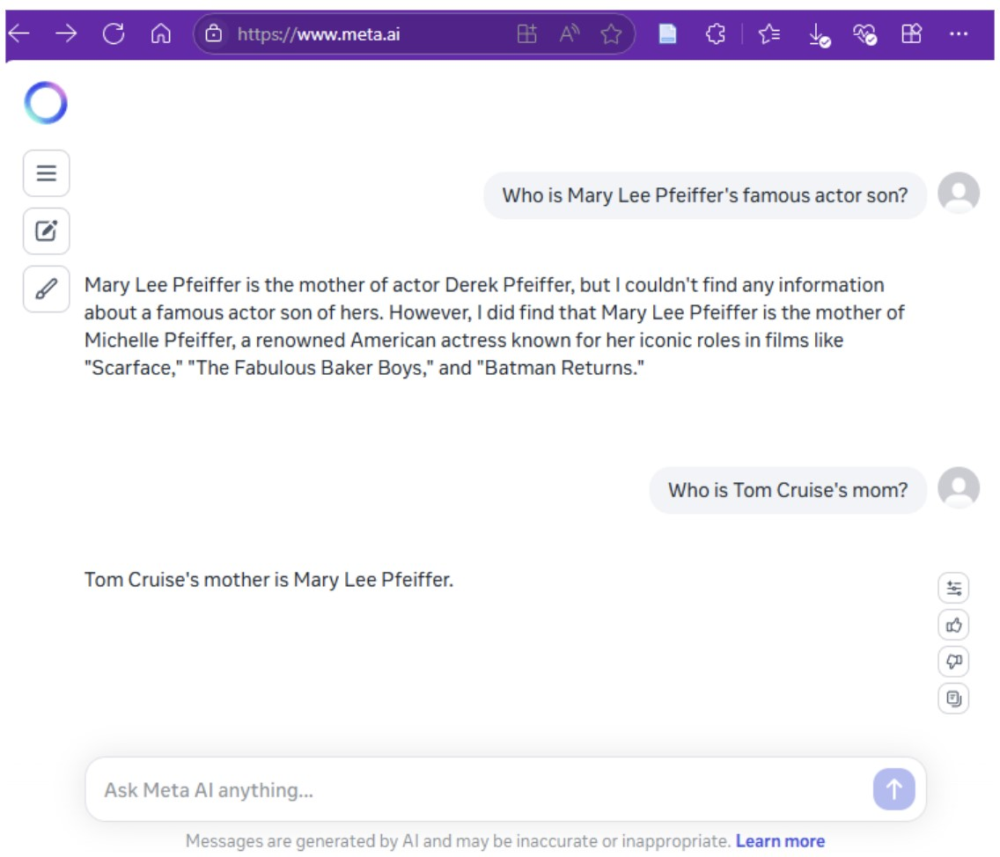 https://www.meta.ai
Who is Mary Lee Pfeiffer's famous actor son?
Mary Lee Pfeiffer is the mother of actor Derek Pfeiffer, but I couldn't find any information
about a famous actor son of hers. However, I did find that Mary Lee Pfeiffer is the mother of
Michelle Pfeiffer, a renowned American actress known for her iconic roles in films like
"Scarface," "The Fabulous Baker Boys," and "Batman Returns."
Who is Tom Cruise's mom?
Tom Cruise's mother is Mary Lee Pfeiffer.
Ask Meta AI anything...
Messages are generated by AI and may be inaccurate or inappropriate. Learn more